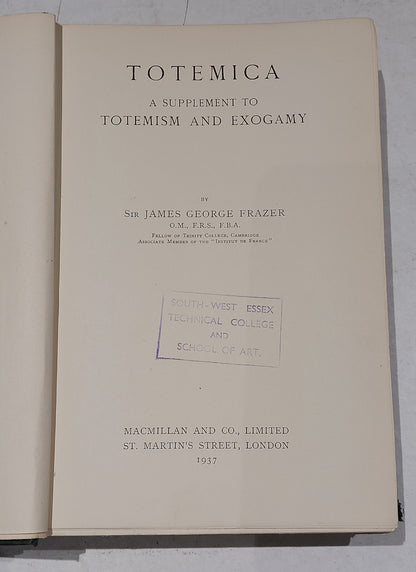 TOTEMICA
A SUPPLEMENT TO
TOTEMISM AND EXOGAMY
BY
SIR JAMES GEORGE FRAZER
O.M., F.R.S., F.B.A.
FELLOW OF TRINITY COLLEGE, CAMBRIDGE
ASSOCIATE MEMBER OF THE "INSTITUT DE FRANCE"
SOUTH-WEST ESSEX
TECHNICAL COLLEGE
AND
SCHOOL OF ART.
MACMILLAN AND CO., LIMITED
ST. MARTIN'S STREET, LONDON
1937